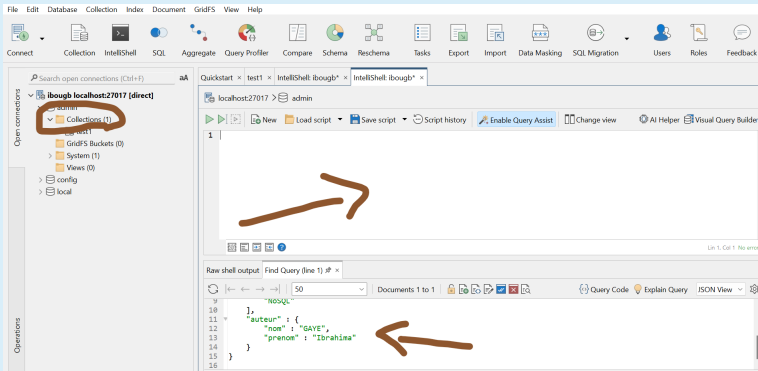 File Edit Database Collection Index Document GridFS View Help
Connect Collection IntelliShell SQL Aggregate Query Profiler Compare Schema Reschema Tasks Export Import Data Masking SQL Migration Users Roles Feedback
Search open connections (Ctrl+F) aA
Open connections
ibougb localhost:27017 [direct]
admin
Collections (1)
test1
GridFS Buckets (0)
System (1)
Views (0)
config
local
Operations
Quickstart × test1 × IntelliShell: ibougb* × IntelliShell: ibougb* ×
localhost:27017 > admin
New Load script Save script Script history Enable Query Assist Change view AI Helper Visual Query Builder
1
Lin 1, Col 1 No erro
Raw shell output Find Query (line 1) ×
50 Documents 1 to 1 Query Code Explain Query JSON View
9 "NoSQL"
10 ],
11 "auteur" : {
12 "nom" : "GAYE",
13 "prenom" : "Ibrahima"
14 }
15 }
16